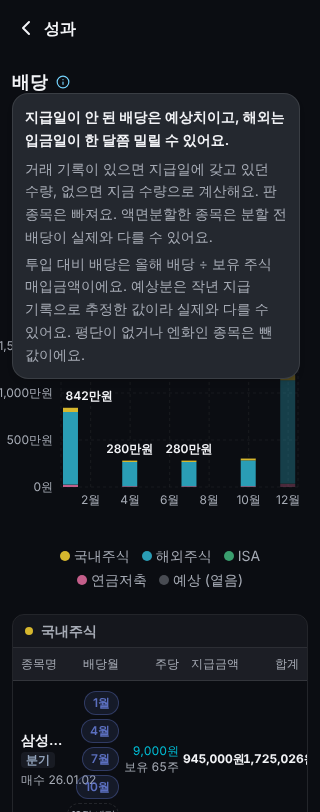 성과
배당
지급일이 안 된 배당은 예상치이고, 해외는
입금일이 한 달쯤 밀릴 수 있어요.
거래 기록이 있으면 지급일에 갖고 있던
수량, 없으면 지금 수량으로 계산해요. 판
종목은 빠져요. 액면분할한 종목은 분할 전
배당이 실제와 다를 수 있어요.
투입 대비 배당은 올해 배당 ÷ 보유 주식
매입금액이에요. 예상분은 작년 지급
기록으로 추정한 값이라 실제와 다를 수
있어요. 평단이 없거나 엔화인 종목은 뺀
값이에요.
1,000만원
842만원
500만원
280만원 280만원
0원
2월 4월 6월 8월 10월 12월
국내주식 해외주식 ISA
연금저축 예상 (옅음)
국내주식
종목명 배당월 주당 지급금액 합계
1월
4월
삼성...
분기
매수 26.01.02
7월
10월
9,000원
보유 65주
945,000원
1,725,026